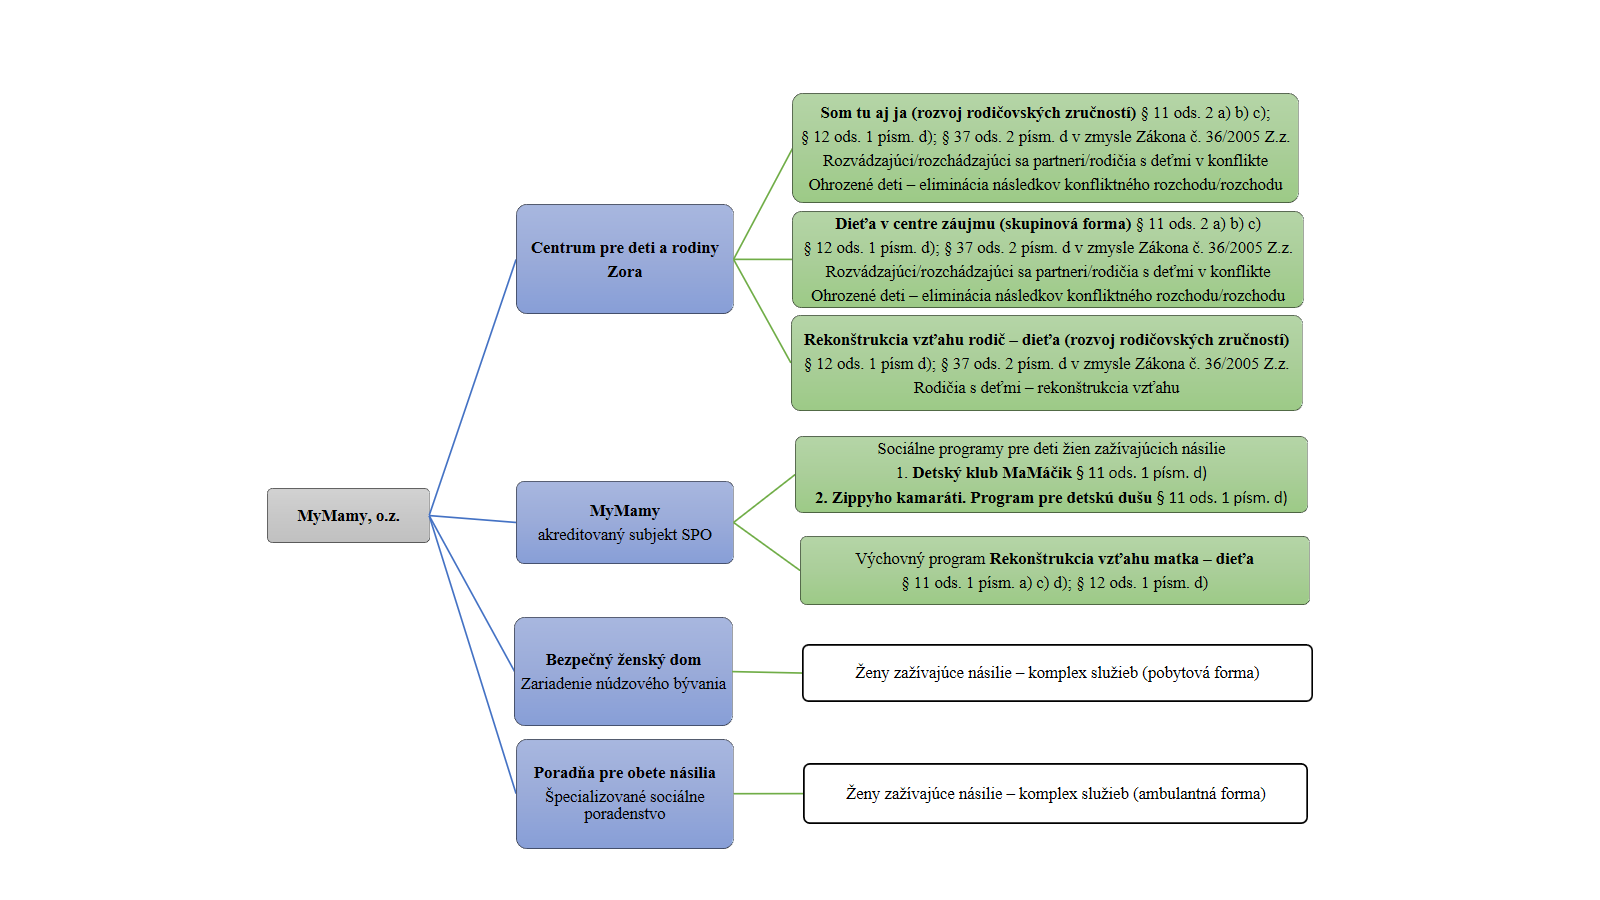 MyMamy, o.z.
Centrum pre deti a rodiny
Zora
Som tu aj ja (rozvoj rodičovských zručností) § 11 ods. 2 a) b) c);
§ 12 ods. 1 písm. d); § 37 ods. 2 písm. d v zmysle Zákona č. 36/2005 Z.z.
Rozvádzajúci/rozchádzajúci sa partneri/rodičia s deťmi v konflikte
Ohrozené deti – eliminácia následkov konfliktného rozchodu/rozchodu
Dieťa v centre záujmu (skupinová forma) § 11 ods. 2 a) b) c)
§ 12 ods. 1 písm. d); § 37 ods. 2 písm. d v zmysle Zákona č. 36/2005 Z.z.
Rozvádzajúci/rozchádzajúci sa partneri/rodičia s deťmi v konflikte
Ohrozené deti – eliminácia následkov konfliktného rozchodu/rozchodu
Rekonštrukcia vzťahu rodič – dieťa (rozvoj rodičovských zručností)
§ 12 ods. 1 písm d); § 37 ods. 2 písm. d v zmysle Zákona č. 36/2005 Z.z.
Rodičia s deťmi – rekonštrukcia vzťahu
MyMamy
akreditovaný subjekt SPO
Sociálne programy pre deti žien zažívajúcich násilie
1. Detský klub MaMáčik § 11 ods. 1 písm. d)
2. Zippyho kamaráti. Program pre detskú dušu § 11 ods. 1 písm. d)
Výchovný program Rekonštrukcia vzťahu matka – dieťa
§ 11 ods. 1 písm. a) c) d); § 12 ods. 1 písm. d)
Bezpečný ženský dom
Zariadenie núdzového bývania
Ženy zažívajúce násilie – komplex služieb (pobytová forma)
Poradňa pre obete násilia
Špecializované sociálne
poradenstvo
Ženy zažívajúce násilie – komplex služieb (ambulantná forma)